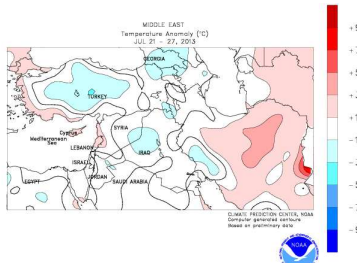 MIDDLE EAST
Temperature Anomaly (°C)
JUL 21 - 27, 2013
GEORGIA
TURKEY
Cyprus
SYRIA
Mediterranean
Sea
LEBANON
IRAQ
ISRAEL
JORDAN
EGYPT
SAUDI ARABIA
CLIMATE PREDICTION CENTER, NOAA
Computer generated contours
Based on preliminary data
NOAA